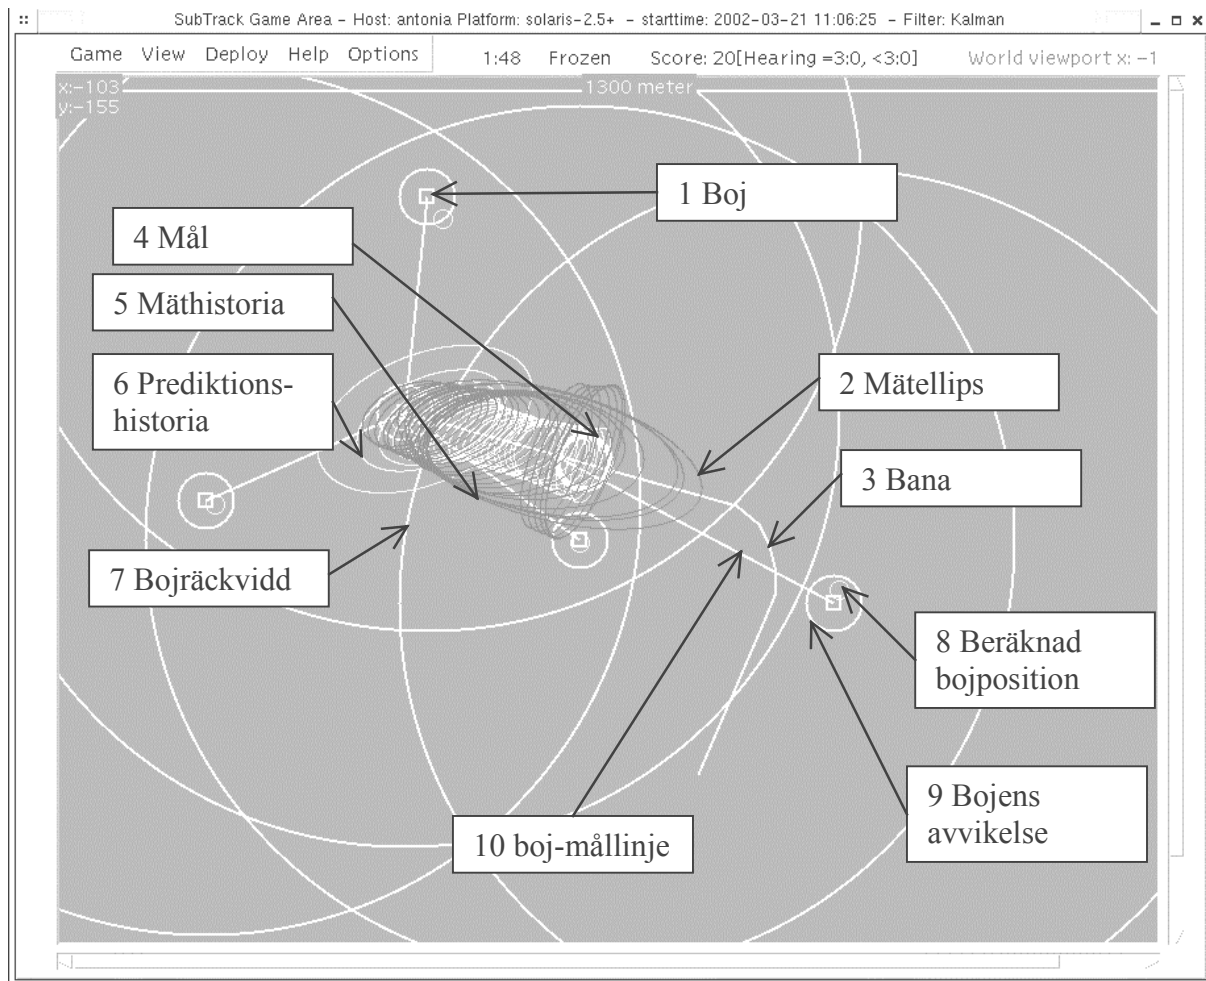 SubTrack Game Area – Host: antonia Platform: solaris-2.5+ – starttime: 2002-03-21 11:06:25 – Filter: Kalman
Game View Deploy Help Options 1:48 Frozen Score: 20[Hearing =3:0, <3:0] World viewport x: –1
x:–103
1300 meter
y:–155
1 Boj
4 Mål
5 Mäthistoria
6 Prediktions-
historia
2 Mätellips
3 Bana
7 Bojräckvidd
8 Beräknad
bojposition
9 Bojens
avvikelse
10 boj-mållinje